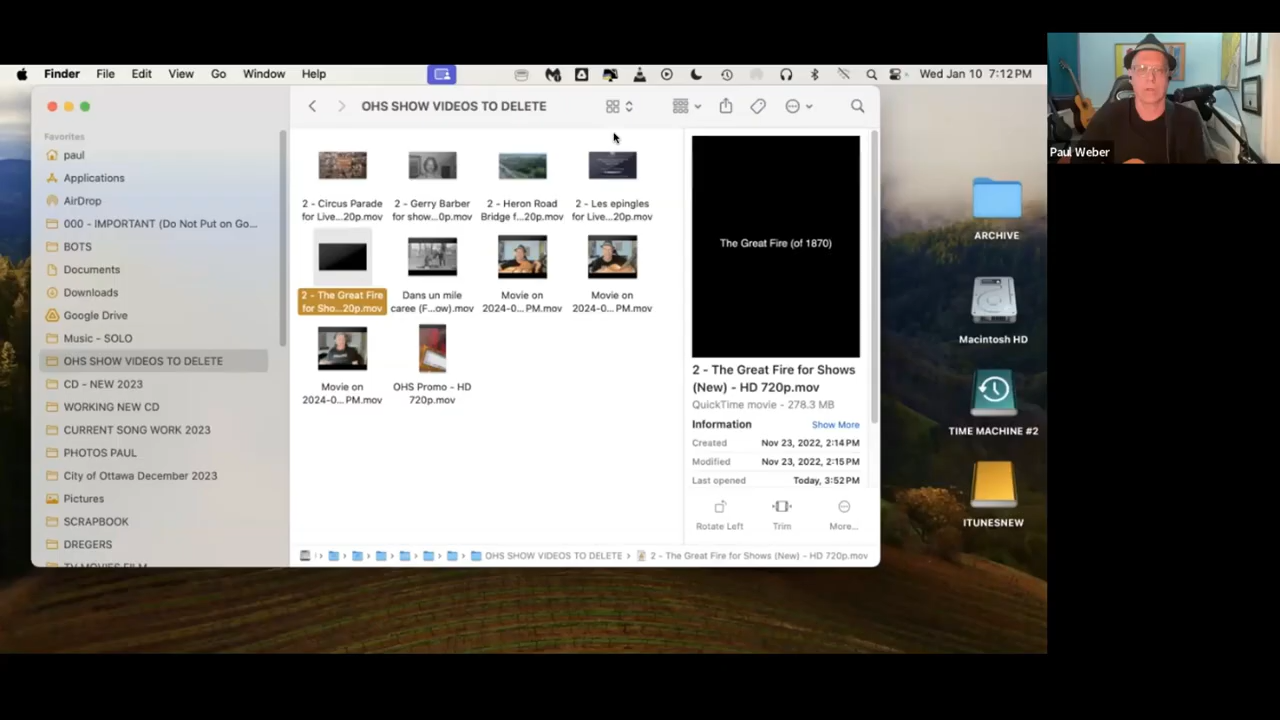 Finder File Edit View Go Window Help Wed Jan 10 7:12 PM
OHS SHOW VIDEOS TO DELETE
Favorites
paul
Applications
AirDrop
000 - IMPORTANT (Do Not Put on Go...
BOTS
Documents
Downloads
Google Drive
Music - SOLO
OHS SHOW VIDEOS TO DELETE
CD - NEW 2023
WORKING NEW CD
CURRENT SONG WORK 2023
PHOTOS PAUL
City of Ottawa December 2023
Pictures
SCRAPBOOK
DREGERS
TV MOVIES FILM
2 - Circus Parade
for Live...20p.mov
2 - Gerry Barber
for show...0p.mov
2 - Heron Road
Bridge f...20p.mov
2 - Les epingles
for Live...20p.mov
2 - The Great Fire
for Sho...20p.mov
Dans un mile
caree (F...ow).mov
Movie on
2024-0... PM.mov
Movie on
2024-0... PM.mov
Movie on
2024-0... PM.mov
OHS Promo - HD
720p.mov
The Great Fire (of 1870)
2 - The Great Fire for Shows
(New) - HD 720p.mov
QuickTime movie - 278.3 MB
Information Show More
Created Nov 23, 2022, 2:14 PM
Modified Nov 23, 2022, 2:15 PM
Last opened Today, 3:52 PM
Rotate Left Trim More...
OHS SHOW VIDEOS TO DELETE › 2 - The Great Fire for Shows (New) - HD 720p.mov
ARCHIVE
Macintosh HD
TIME MACHINE #2
ITUNESNEW
Paul Weber